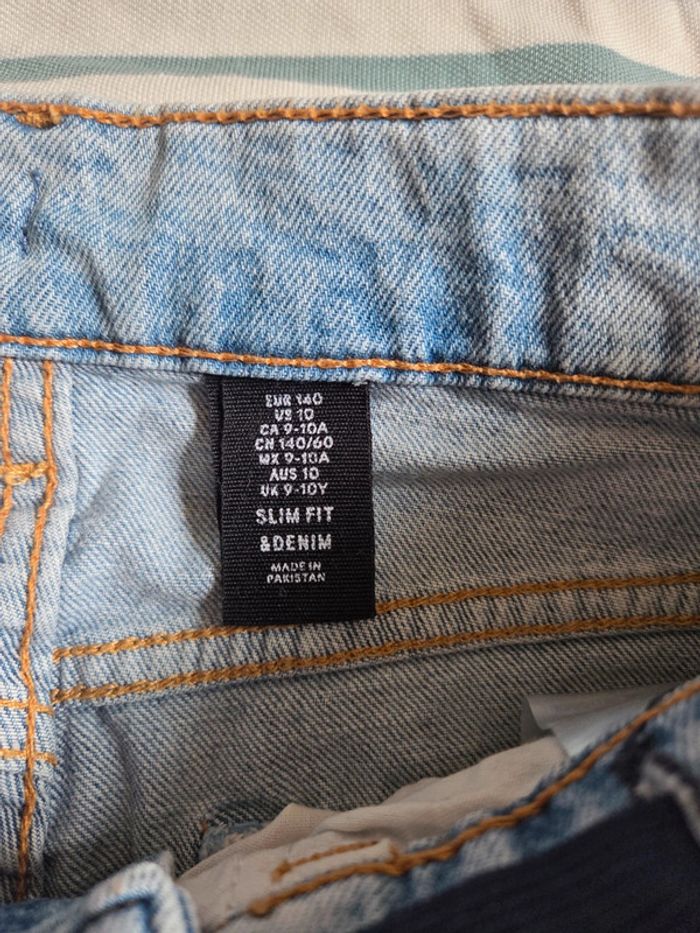 EUR 140
US 10
CA 9-10A
CN 140/60
MX 9-10A
AUS 10
UK 9-10Y
SLIM FIT
&DENIM
MADE IN
PAKISTAN